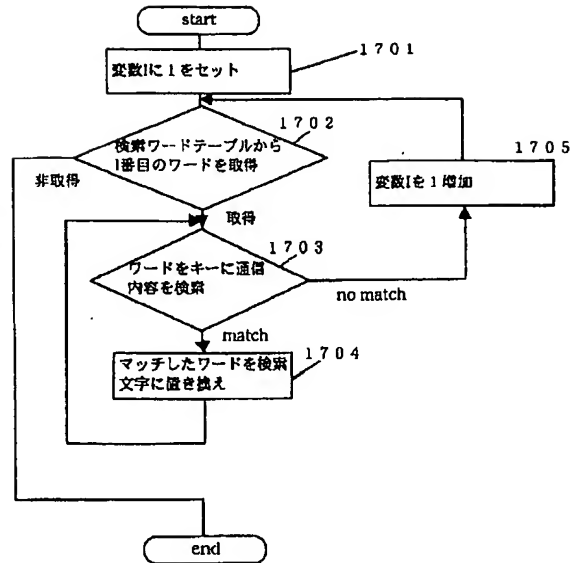 start
変数Iに1をセット
1701
検索ワードテーブルから
I番目のワードを取得
1702
非取得
取得
変数Iを1増加
1705
ワードをキーに通信
内容を検索
1703
no match
match
マッチしたワードを検索
文字に置き換え
1704
end